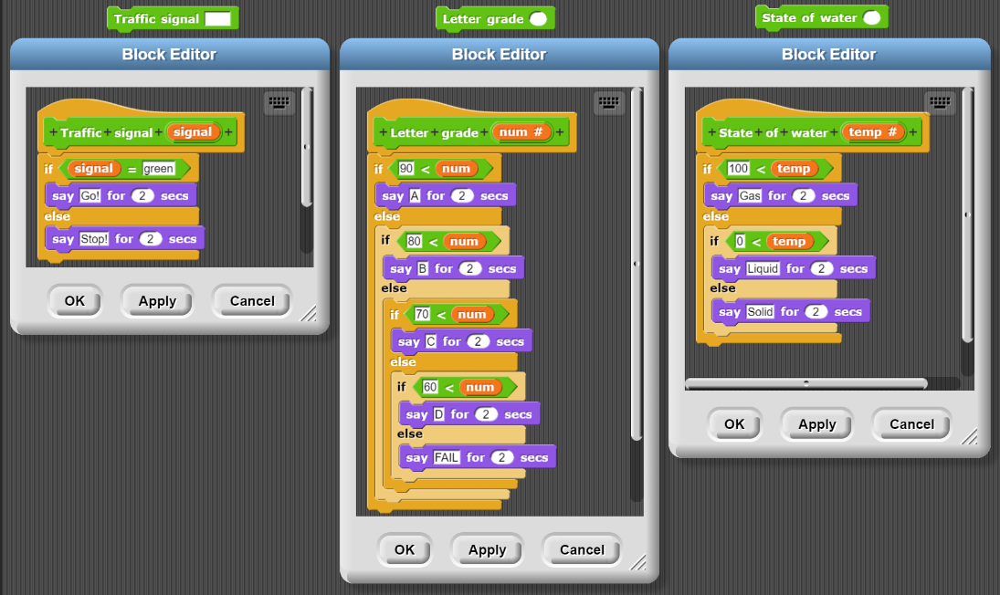 Traffic signal
Block Editor
+ Traffic + signal + signal +
if signal = green
say Go! for 2 secs
else
say Stop! for 2 secs
OK Apply Cancel
Letter grade
Block Editor
+ Letter + grade + num # +
if 90 < num
say A for 2 secs
else
if 80 < num
say B for 2 secs
else
if 70 < num
say C for 2 secs
else
if 60 < num
say D for 2 secs
else
say FAIL for 2 secs
OK Apply Cancel
State of water
Block Editor
+ State + of + water + temp # +
if 100 < temp
say Gas for 2 secs
else
if 0 < temp
say Liquid for 2 secs
else
say Solid for 2 secs
OK Apply Cancel